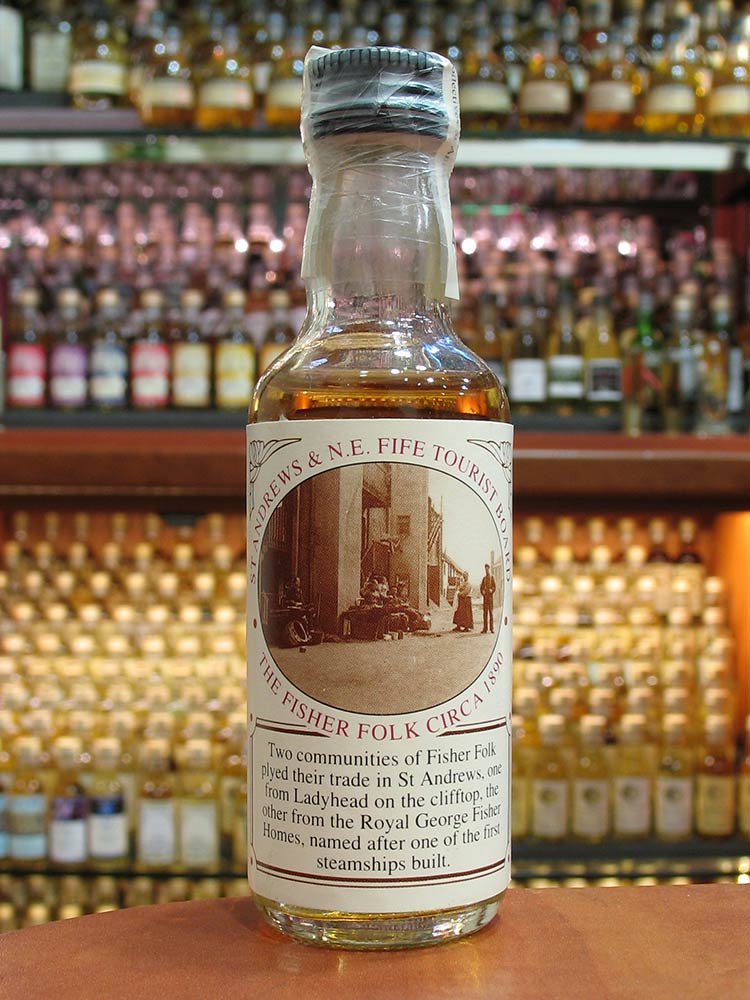 ST ANDREWS & N.E. FIFE TOURIST BOARD
THE FISHER FOLK CIRCA 1890
Two communities of Fisher Folk
plyed their trade in St Andrews, one
from Ladyhead on the clifftop, the
other from the Royal George Fisher
Homes, named after one of the first
steamships built.